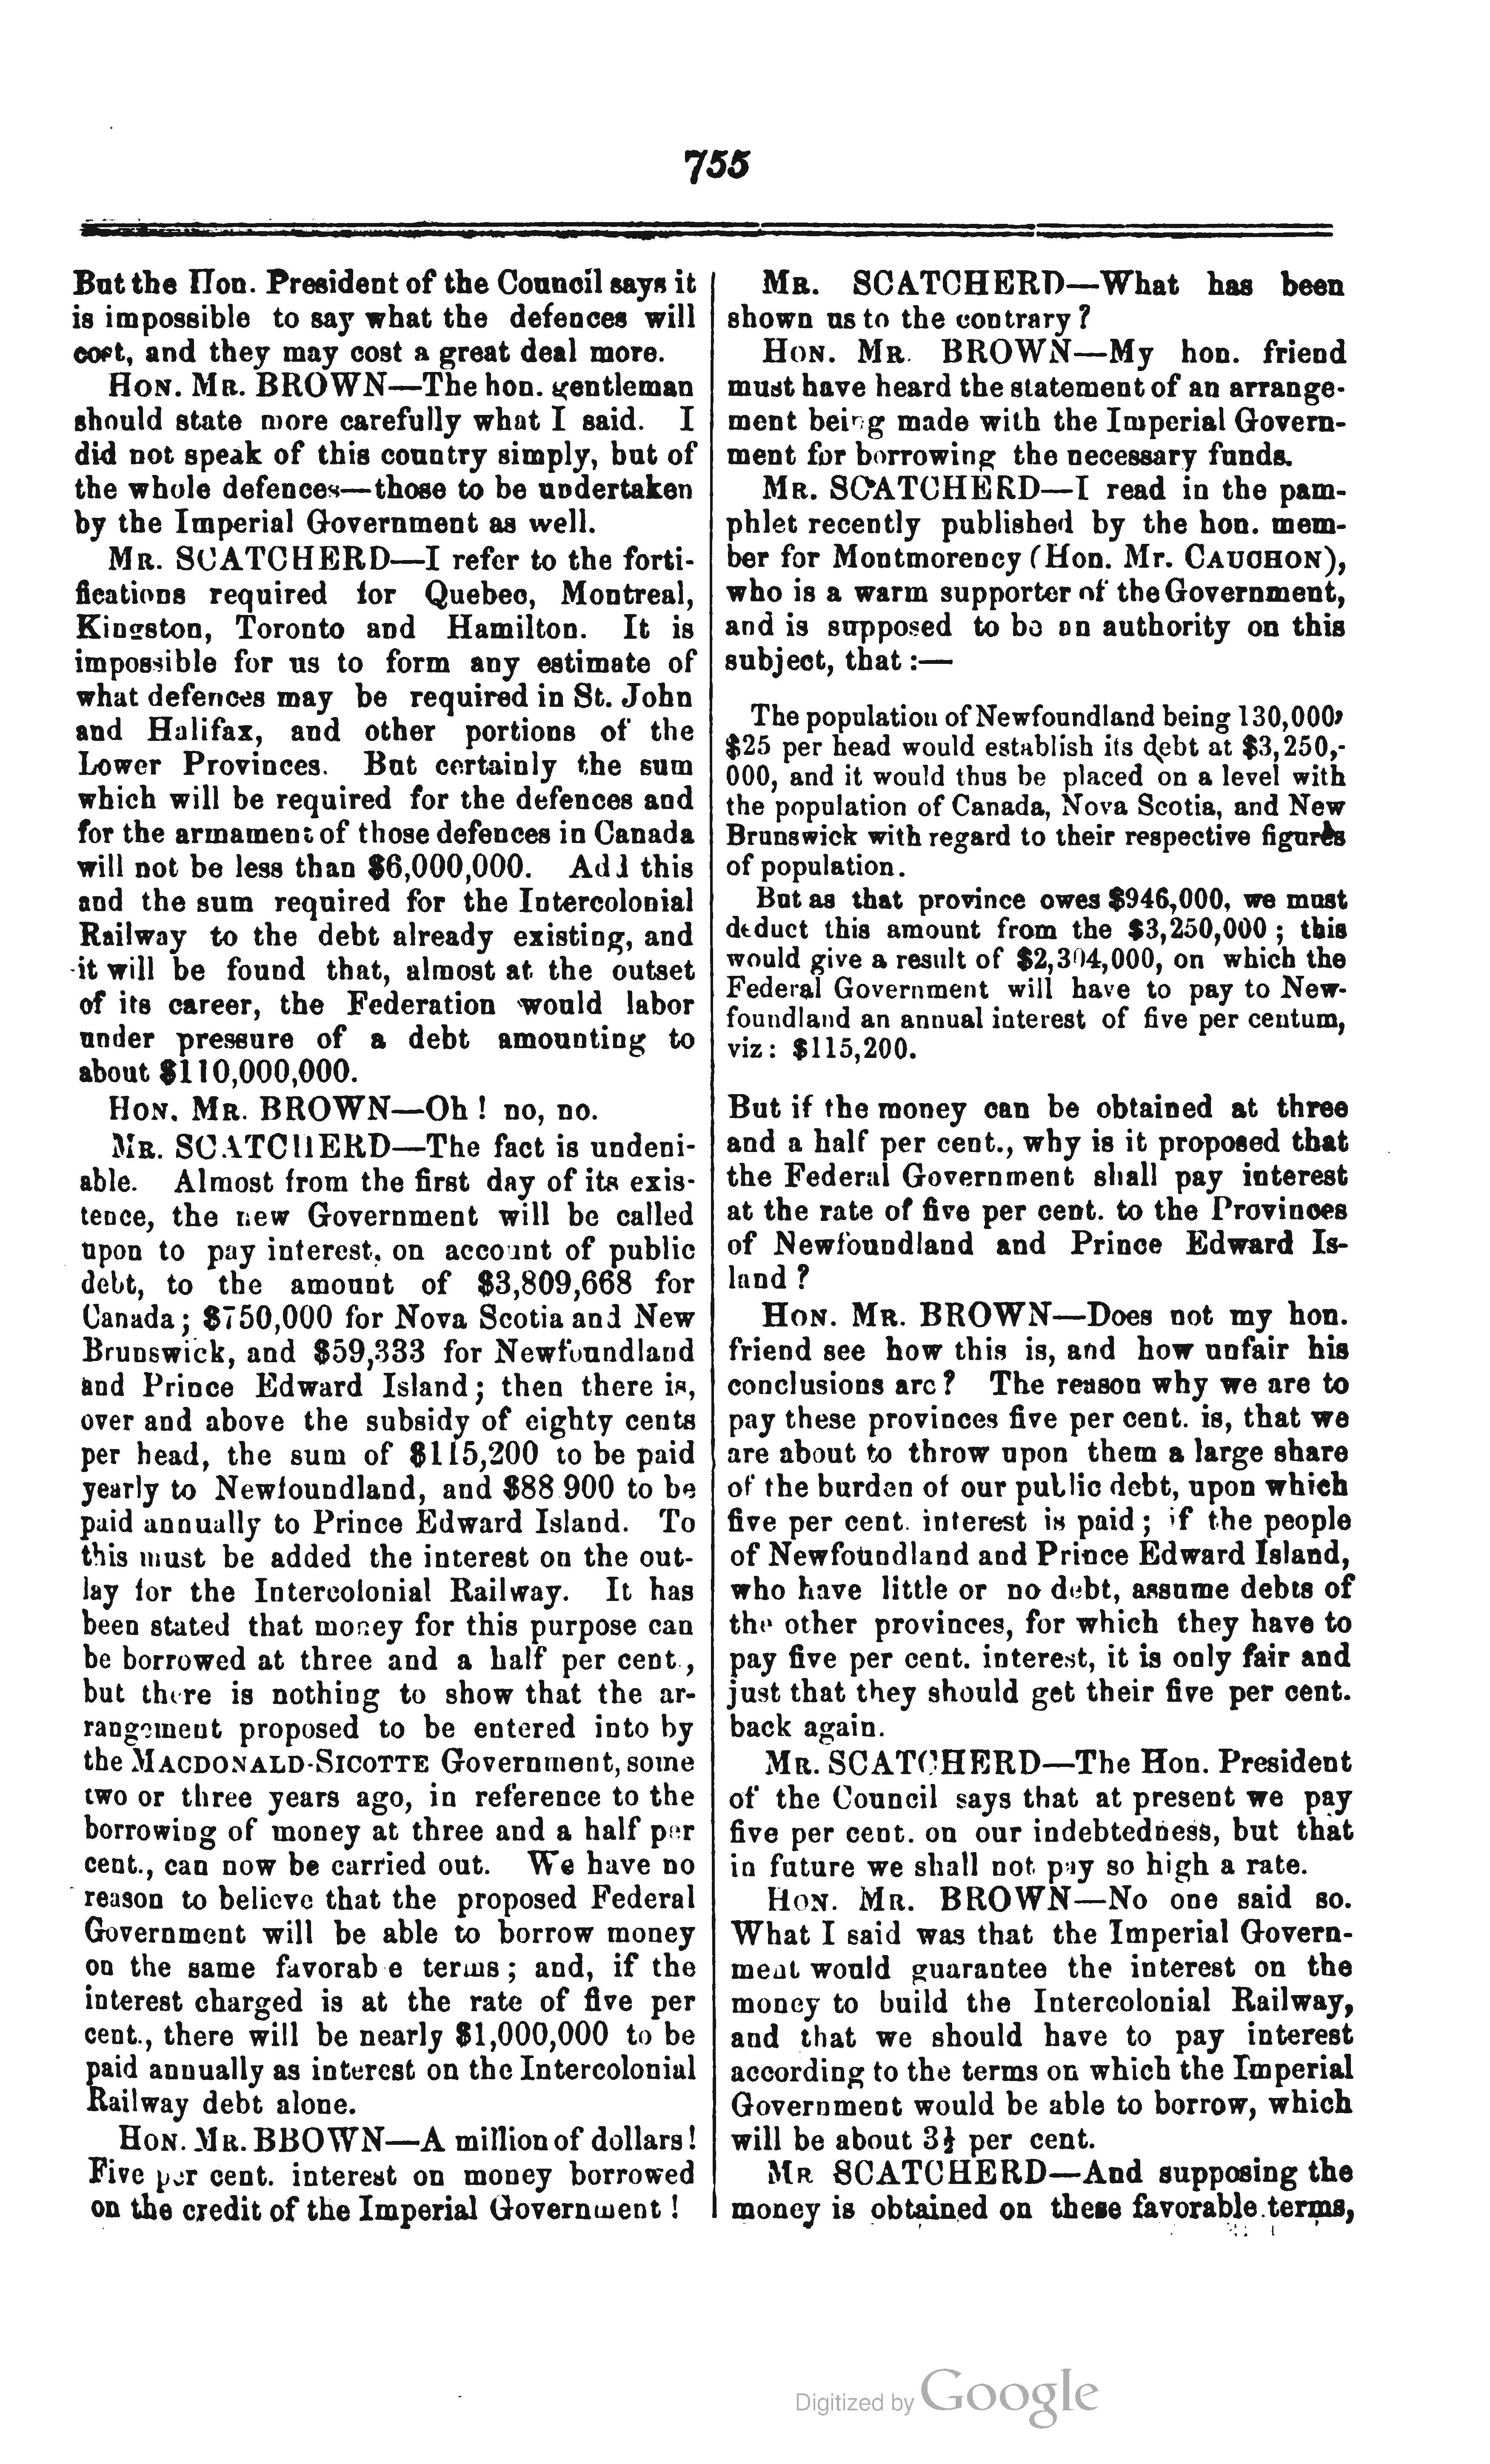 755
But the Hon. President of the Council says it
is impossible to say what the defences will
cost, and they may cost a great deal more.
HON. MR. BROWN—The hon. gentleman
should state more carefully what I said. I
did not speak of this country simply, but of
the whole defences—those to be undertaken
by the Imperial Government as well.
MR. SCATCHERD—I refer to the forti-
fications required for Quebec, Montreal,
Kingston, Toronto and Hamilton. It is
impossible for us to form any estimate of
what defences may be required in St. John
and Halifax, and other portions of the
Lower Provinces. But certainly the sum
which will be required for the defences and
for the armament of those defences in Canada
will not be less than $6,000,000. Add this
and the sum required for the Intercolonial
Railway to the debt already existing, and
it will be found that, almost at the outset
of its career, the Federation would labor
under pressure of a debt amounting to
about $110,000,000.
HON. MR. BROWN—Oh! no, no.
MR. SCATCHERD—The fact is undeni-
able. Almost from the first day of its exis-
tence, the new Government will be called
upon to pay interest, on account of public
debt, to the amount of $3,809,668 for
Canada; $750,000 for Nova Scotia and New
Brunswick, and $59,333 for Newfoundland
and Prince Edward Island; then there is,
over and above the subsidy of eighty cents
per head, the sum of $115,200 to be paid
yearly to Newfoundland, and $88 900 to be
paid annually to Prince Edward Island. To
this must be added the interest on the out-
lay for the Intercolonial Railway. It has
been stated that money for this purpose can
be borrowed at three and a half per cent.,
but there is nothing to show that the ar-
rangement proposed to be entered into by
the MACDONALD-SICOTTE Government, some
two or three years ago, in reference to the
borrowing of money at three and a half per
cent., can now be carried out. We have no
reason to believe that the proposed Federal
Government will be able to borrow money
on the same favorable terms; and, if the
interest charged is at the rate of five per
cent., there will be nearly $1,000,000 to be
paid annually as interest on the Intercolonial
Railway debt alone.
HON. MR. BROWN—A million of dollars!
Five per cent. interest on money borrowed
on the credit of the Imperial Government!
MR. SCATCHERD—What has been
shown us to the contrary?
HON. MR. BROWN—My hon. friend
must have heard the statement of an arrange-
ment being made with the Imperial Govern-
ment for borrowing the necessary funds.
MR. SCATCHERD—I read in the pam-
phlet recently published by the hon. mem-
ber for Montmorency (Hon. Mr. CAUCHON),
who is a warm supporter of the Government,
and is supposed to be an authority on this
subject, that:—
The population of Newfoundland being 130,000,
$25 per head would establish its debt at $3,250,-
000, and it would thus be placed on a level with
the population of Canada, Nova Scotia, and New
Brunswick with regard to their respective figures
of population.
But as that province owes $946,000, we must
deduct this amount from the $3,250,000; this
would give a result of $2,304,000, on which the
Federal Government will have to pay to New-
foundland an annual interest of five per centum,
viz: $115,200.
But if the money can be obtained at three
and a half per cent., why is it proposed that
the Federal Government shall pay interest
at the rate of five per cent. to the Provinces
of Newfoundland and Prince Edward Is-
land?
HON. MR. BROWN—Does not my hon.
friend see how this is, and how unfair his
conclusions are? The reason why we are to
pay these provinces five per cent. is, that we
are about to throw upon them a large share
of the burden of our public debt, upon which
five per cent. interest is paid; if the people
of Newfoundland and Prince Edward Island,
who have little or no debt, assume debts of
the other provinces, for which they have to
pay five per cent. interest, it is only fair and
just that they should get their five per cent.
back again.
MR. SCATCHERD—The Hon. President
of the Council says that at present we pay
five per cent. on our indebtedness, but that
in future we shall not pay so high a rate.
HON. MR. BROWN—No one said so.
What I said was that the Imperial Govern-
ment would guarantee the interest on the
money to build the Intercolonial Railway,
and that we should have to pay interest
according to the terms on which the Imperial
Government would be able to borrow, which
will be about 3½ per cent.
MR SCATCHERD—And supposing the
money is obtained on these favorable terms,
Digitized by Google